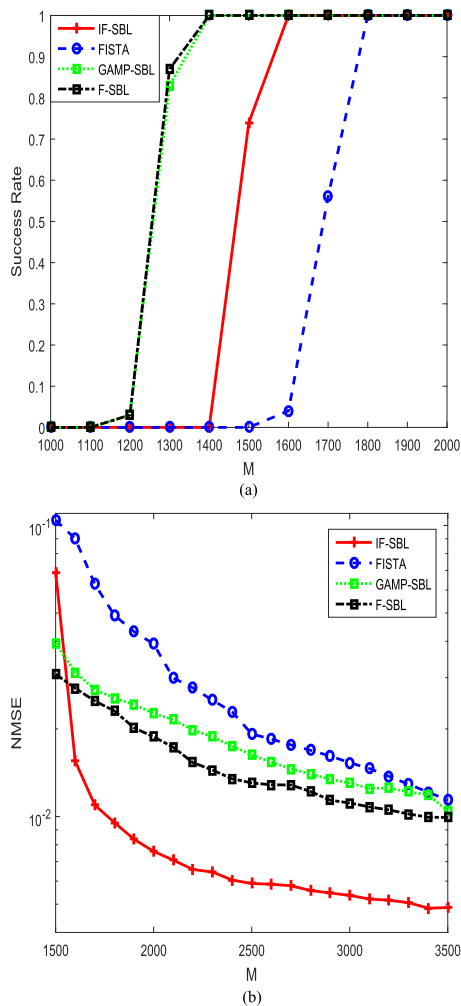 1
0.9
0.8
0.7
0.6
0.5
0.4
0.3
0.2
0.1
0
Success Rate
IF-SBL
FISTA
GAMP-SBL
F-SBL
1000 1100 1200 1300 1400 1500 1600 1700 1800 1900 2000
M
(a)
10^-1
10^-2
NMSE
IF-SBL
FISTA
GAMP-SBL
F-SBL
1500 2000 2500 3000 3500
M
(b)